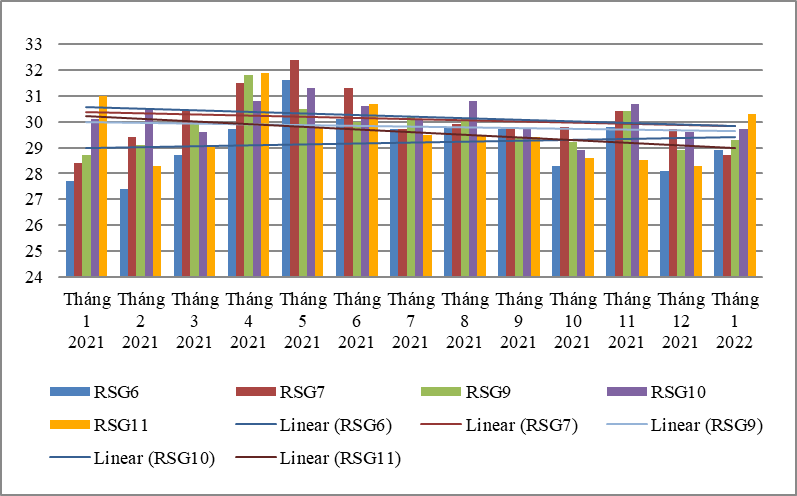 33
32
31
30
29
28
27
26
25
24
Tháng Tháng Tháng Tháng Tháng Tháng Tháng Tháng Tháng Tháng Tháng Tháng Tháng
1 2 3 4 5 6 7 8 9 10 11 12 1
2021 2021 2021 2021 2021 2021 2021 2021 2021 2021 2021 2021 2022
RSG6 RSG7 RSG9 RSG10
RSG11 Linear (RSG6) Linear (RSG7) Linear (RSG9)
Linear (RSG10) Linear (RSG11)